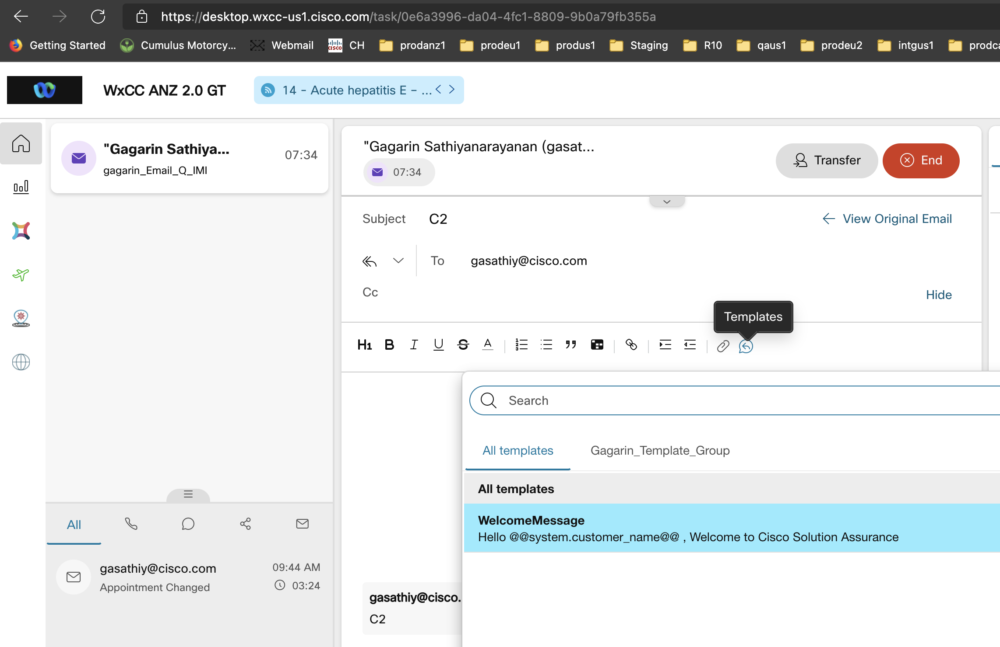 https://desktop.wxcc-us1.cisco.com/task/0e6a3996-da04-4fc1-8809-9b0a79fb355a
Getting Started Cumulus Motorcy... Webmail CH prodanz1 prodeu1 produs1 Staging R10 qaus1 prodeu2 intgus1 prodca
WxCC ANZ 2.0 GT
14 - Acute hepatitis E – ...
"Gagarin Sathiya...
07:34
gagarin_Email_Q_IMI
"Gagarin Sathiyanarayanan (gasat...
07:34
Transfer
End
Subject C2
View Original Email
To gasathiy@cisco.com
Cc
Hide
Templates
H1 B I U S A
Search
All templates Gagarin_Template_Group
All templates
WelcomeMessage
Hello @@system.customer_name@@ , Welcome to Cisco Solution Assurance
All
gasathiy@cisco.com 09:44 AM
Appointment Changed 03:24
gasathiy@cisco.
C2